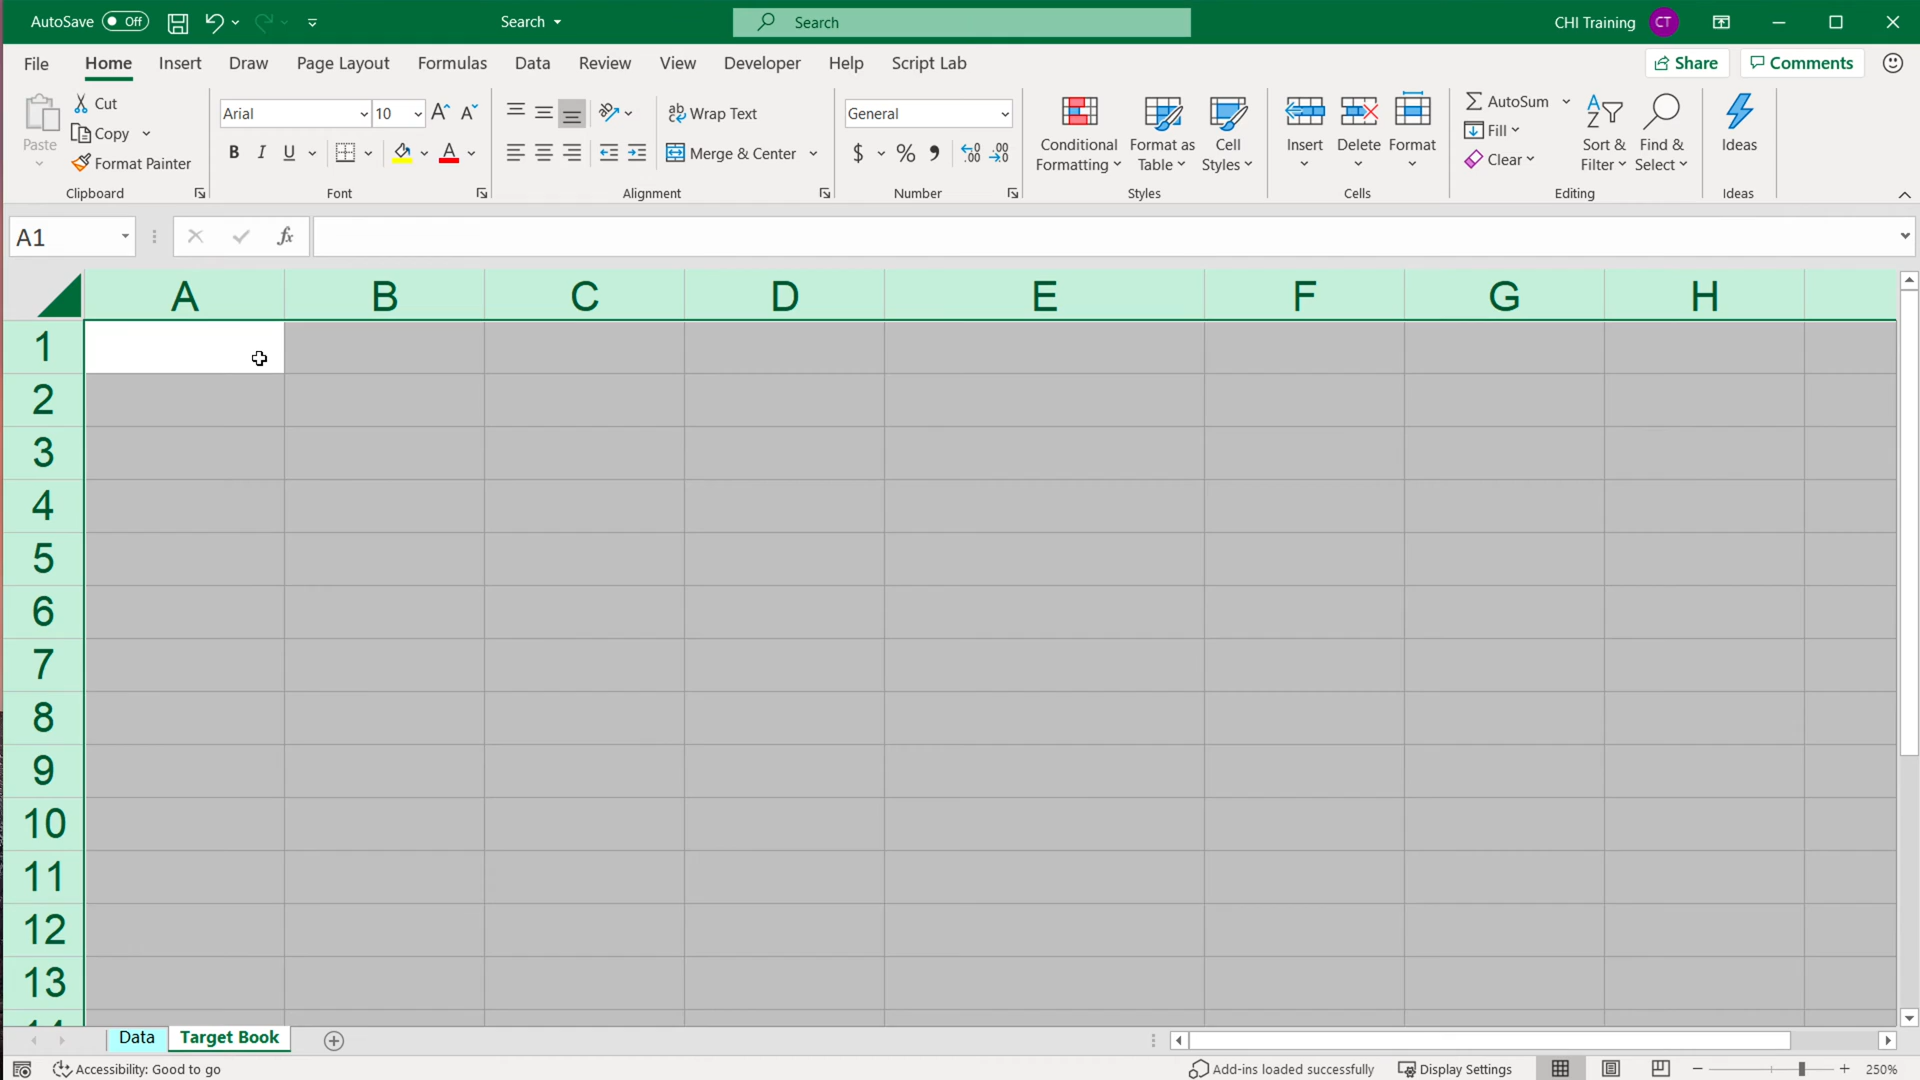 AutoSave Off Search Search CHI Training CT
File Home Insert Draw Page Layout Formulas Data Review View Developer Help Script Lab Share Comments
Paste
Cut
Copy
Format Painter
Clipboard
Arial 10
B I U
Font
Wrap Text
Merge & Center
Alignment
General
$ % 9
Number
Conditional Formatting
Format as Table
Cell Styles
Styles
Insert Delete Format
Cells
AutoSum
Fill
Clear
Sort & Filter
Find & Select
Editing
Ideas
Ideas
A1 fx
A B C D E F G H
1
2
3
4
5
6
7
8
9
10
11
12
13
14
Data Target Book
Accessibility: Good to go Add-ins loaded successfully Display Settings 250%